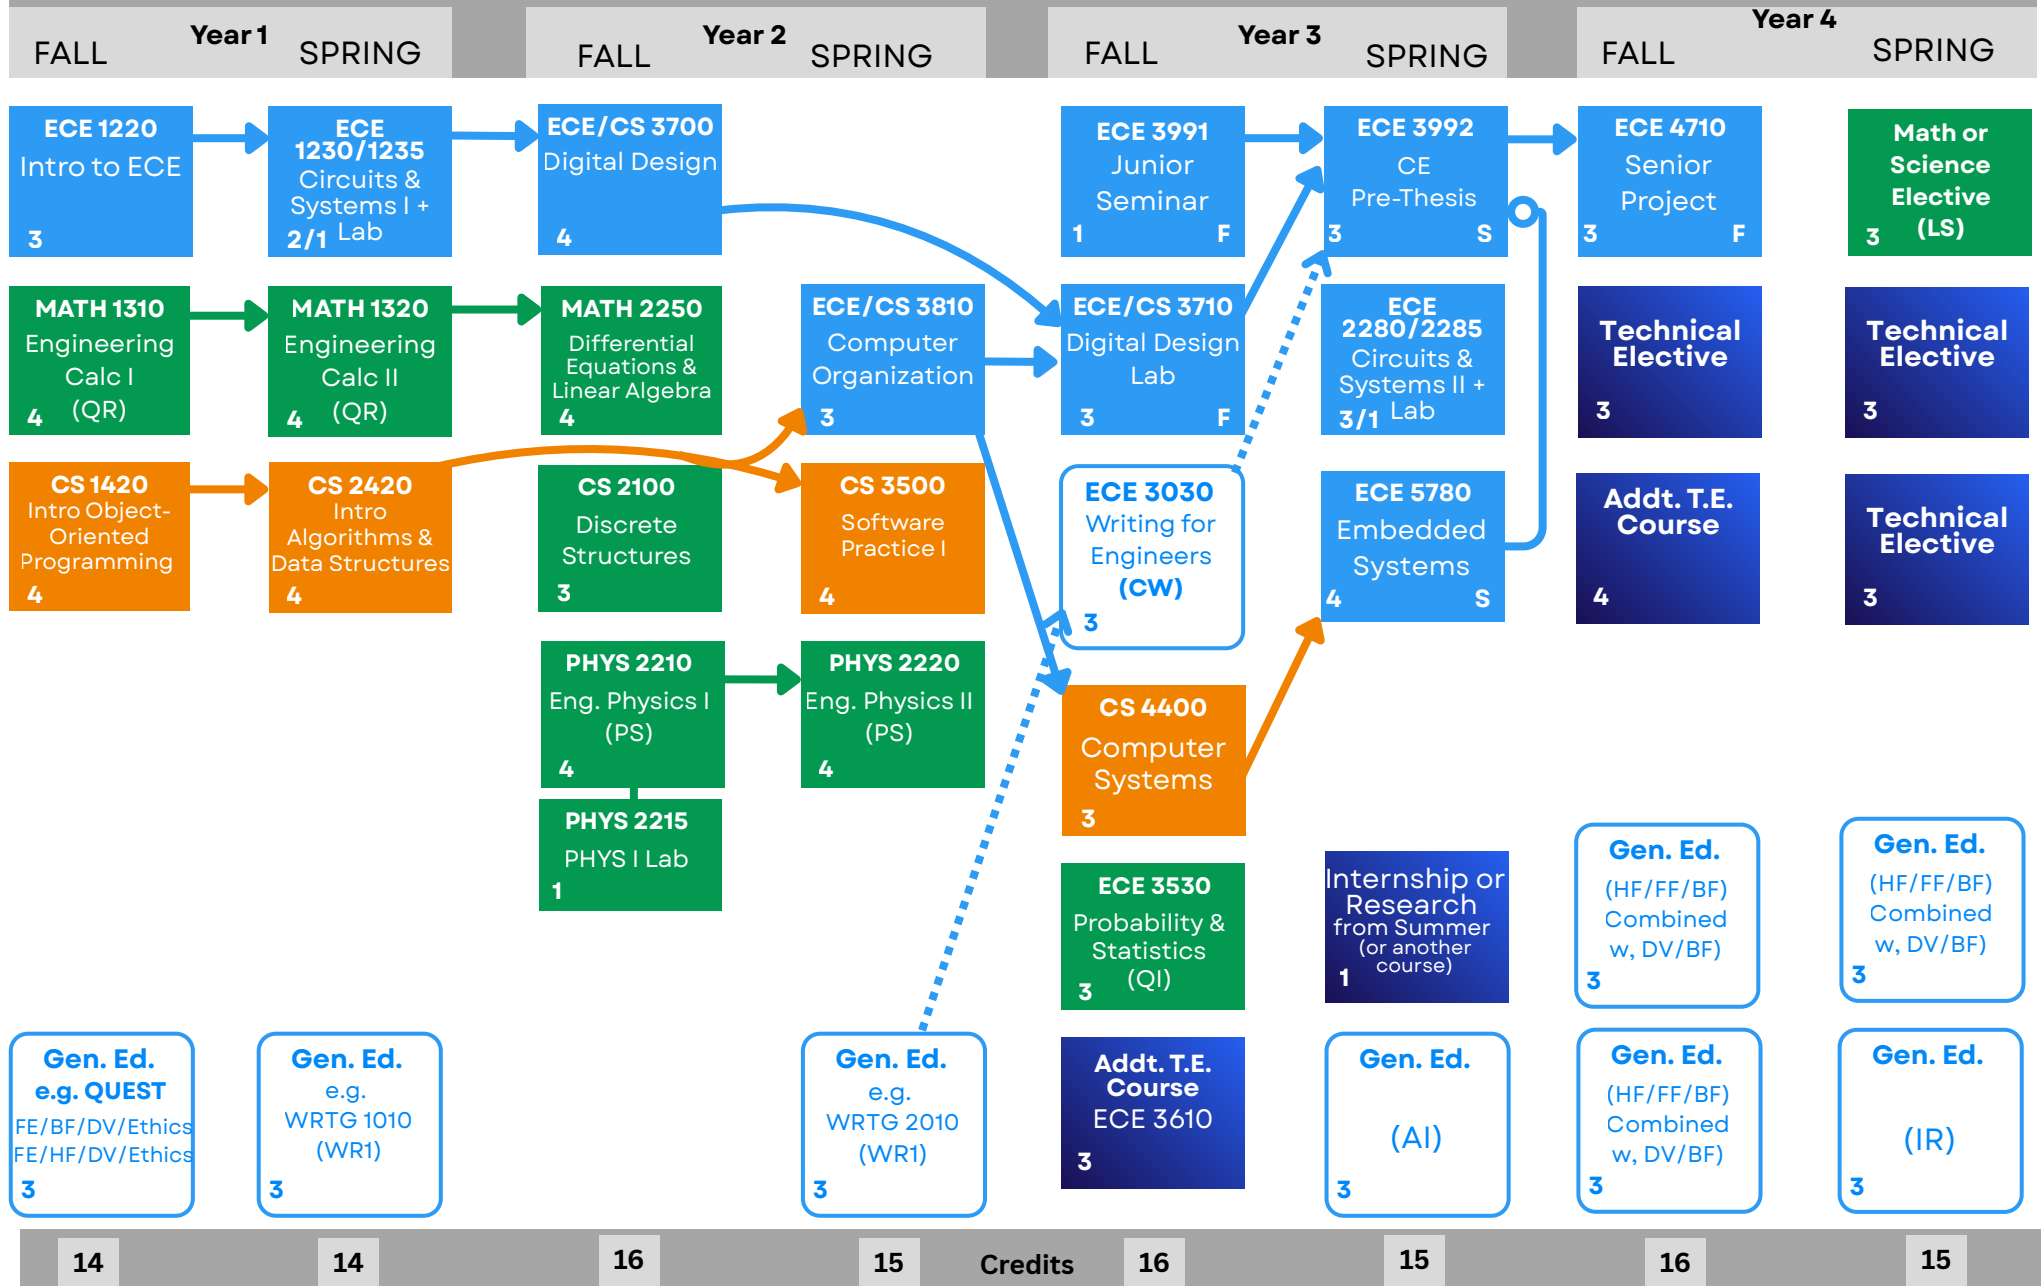 Year 1
FALL
SPRING
Year 2
FALL
SPRING
Year 3
FALL
SPRING
Year 4
FALL
SPRING
ECE 1220
Intro to ECE
3
MATH 1310
Engineering
Calc I
(QR)
4
CS 1420
Intro Object-
Oriented
Programming
4
Gen. Ed.
e.g. QUEST
FE/BF/DV/Ethics
FE/HF/DV/Ethics
3
ECE
1230/1235
Circuits &
Systems I +
2/1 Lab
MATH 1320
Engineering
Calc II
4 (QR)
CS 2420
Intro
Algorithms &
Data Structures
4
Gen. Ed.
e.g.
WRTG 1010
(WR1)
3
ECE/CS 3700
Digital Design
4
MATH 2250
Differential
Equations &
Linear Algebra
4
CS 2100
Discrete
Structures
3
PHYS 2210
Eng. Physics I
(PS)
4
PHYS 2215
PHYS I Lab
1
ECE/CS 3810
Computer
Organization
3
CS 3500
Software
Practice I
4
PHYS 2220
Eng. Physics II
(PS)
4
Gen. Ed.
e.g.
WRTG 2010
(WR1)
3
ECE 3991
Junior
Seminar
1 F
ECE/CS 3710
Digital Design
Lab
3 F
ECE 3030
Writing for
Engineers
(CW)
3
CS 4400
Computer
Systems
3
ECE 3530
Probability &
Statistics
3 (QI)
Addt. T.E.
Course
ECE 3610
3
ECE 3992
CE
Pre-Thesis
3 S
ECE
2280/2285
Circuits &
Systems II +
3/1 Lab
ECE 5780
Embedded
Systems
4 S
Internship or
Research
from Summer
(or another
course)
1
Gen. Ed.
(AI)
3
ECE 4710
Senior
Project
3 F
Technical
Elective
3
Addt. T.E.
Course
4
Gen. Ed.
(HF/FF/BF)
Combined
w, DV/BF)
3
Gen. Ed.
(HF/FF/BF)
Combined
w, DV/BF)
3
Math or
Science
Elective
3 (LS)
Technical
Elective
3
Technical
Elective
3
Gen. Ed.
(HF/FF/BF)
Combined
w, DV/BF)
3
Gen. Ed.
(IR)
3
14 14 16 15 Credits 16 15 16 15